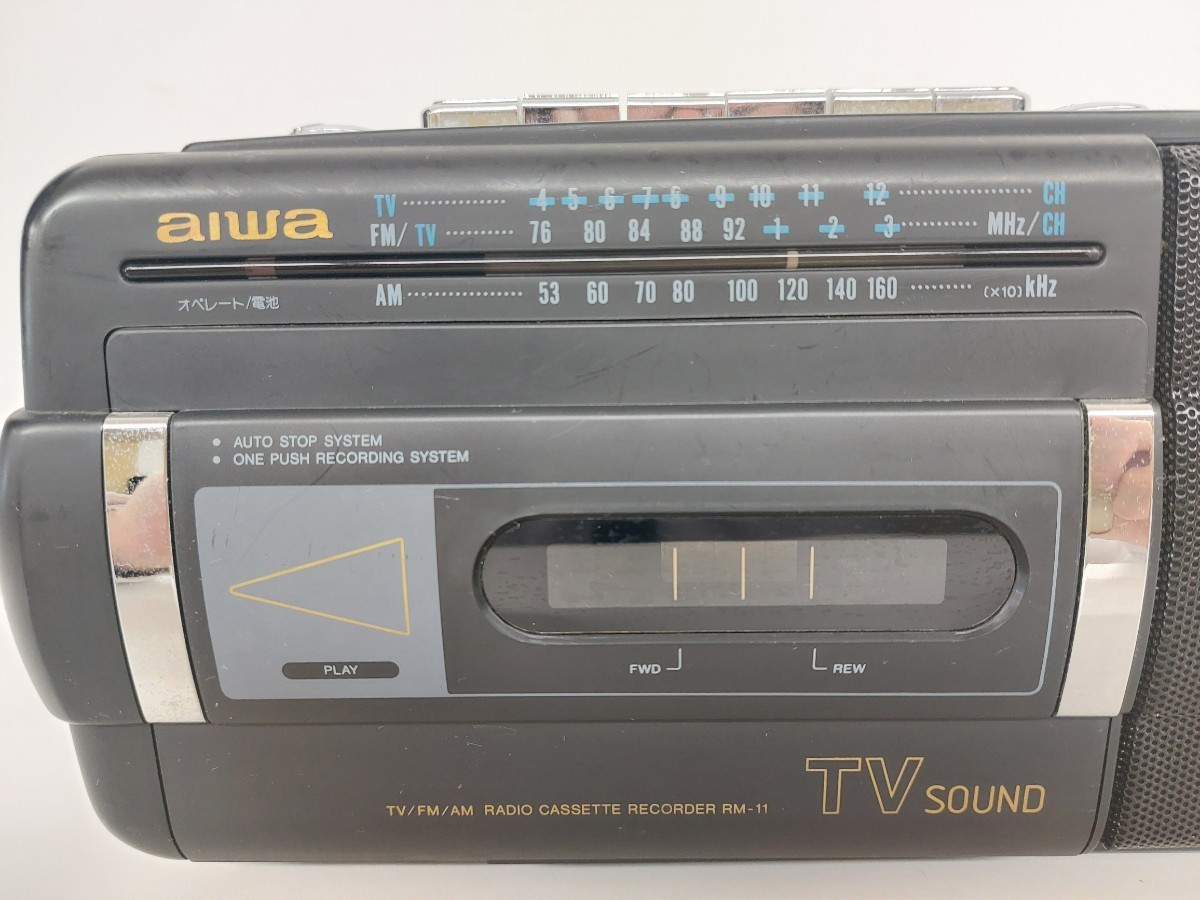 aiwa
TV 4 5 6 7 8 9 10 11 12 CH
FM/TV 76 80 84 88 92 1 2 3 MHz/CH
オペレート/電池
AM 53 60 70 80 100 120 140 160 (×10)kHz
• AUTO STOP SYSTEM
• ONE PUSH RECORDING SYSTEM
PLAY
FWD REW
TV SOUND
TV/FM/AM RADIO CASSETTE RECORDER RM-11